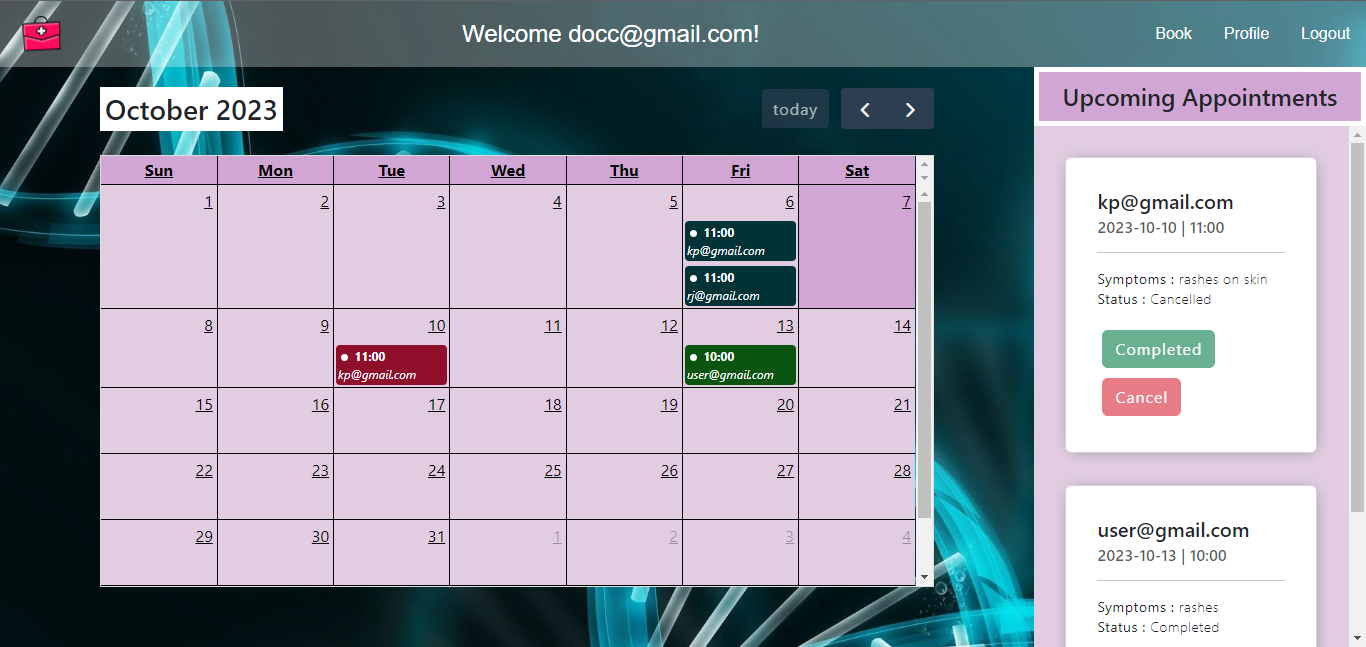 Welcome docc@gmail.com!
Book Profile Logout
October 2023
today
Sun Mon Tue Wed Thu Fri Sat
1 2 3 4 5 6 7
11:00
kp@gmail.com
11:00
rj@gmail.com
8 9 10 11 12 13 14
11:00
kp@gmail.com
10:00
user@gmail.com
15 16 17 18 19 20 21
22 23 24 25 26 27 28
29 30 31 1 2 3 4
Upcoming Appointments
kp@gmail.com
2023-10-10 | 11:00
Symptoms : rashes on skin
Status : Cancelled
Completed
Cancel
user@gmail.com
2023-10-13 | 10:00
Symptoms : rashes
Status : Completed